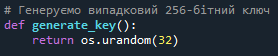 # Генеруємо випадковий 256-бітний ключ
def generate_key():
    return os.urandom(32)